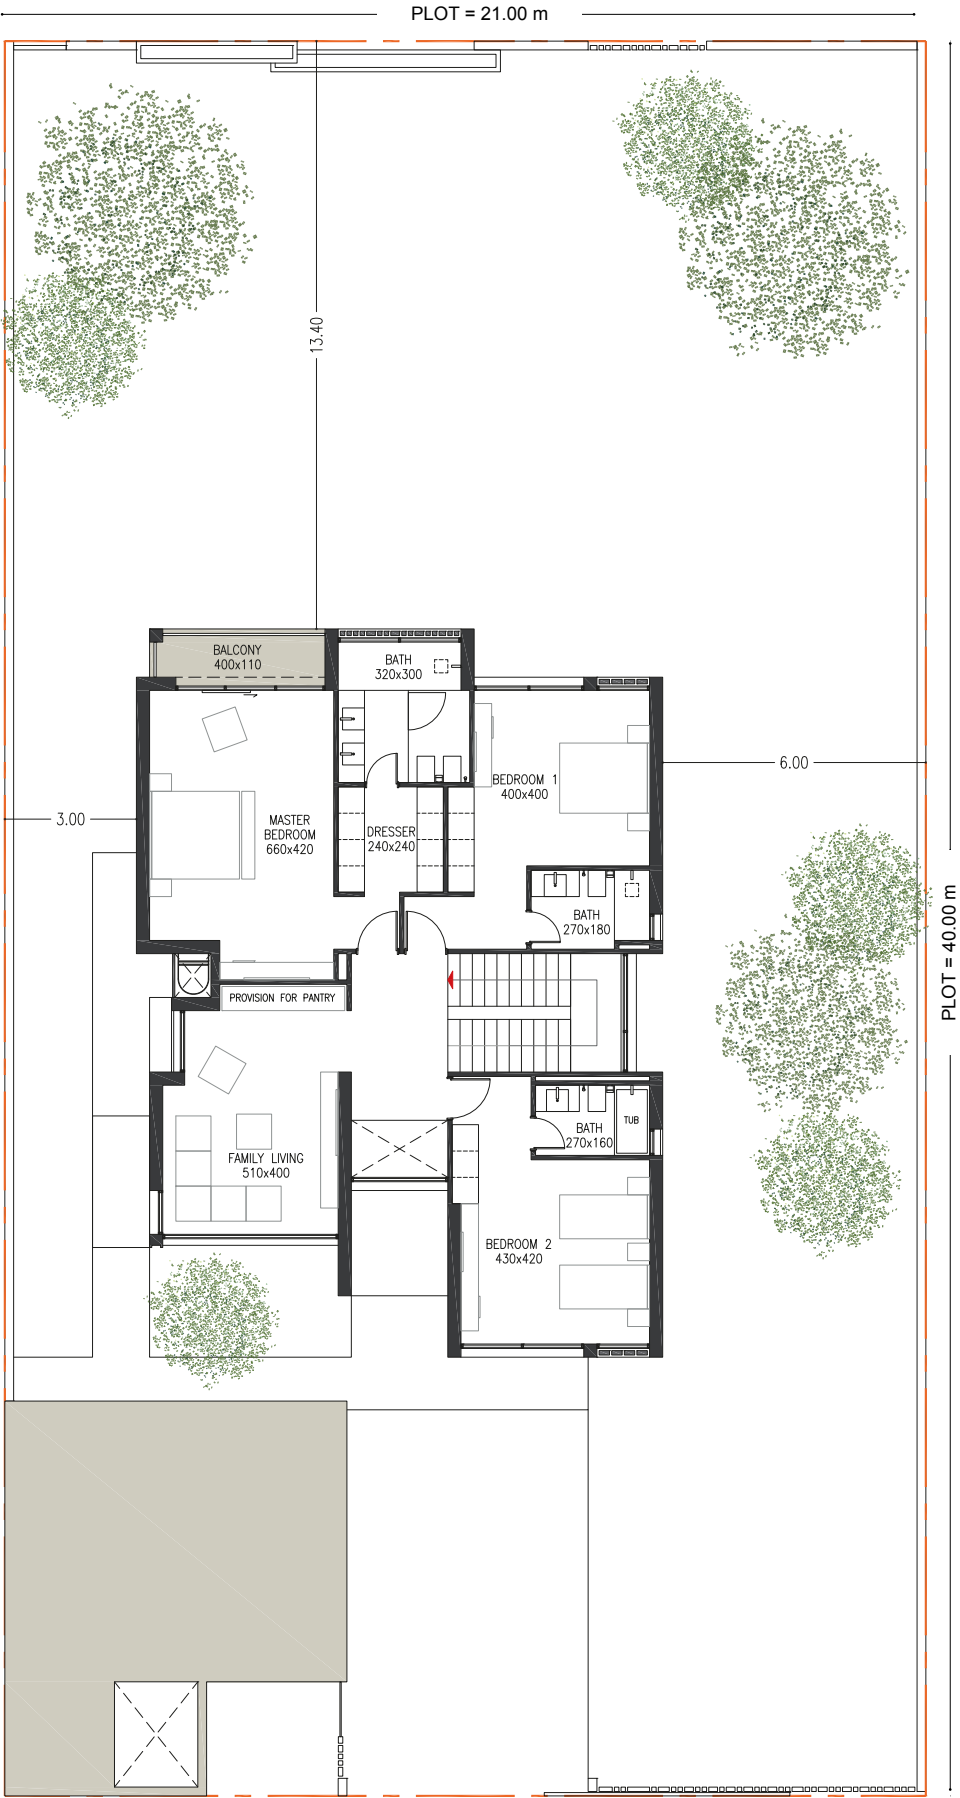 PLOT = 21.00 m
13.40
BALCONY
400x110
BATH
320x300
6.00
BEDROOM 1
400x400
3.00
MASTER
BEDROOM
660x420
DRESSER
240x240
BATH
270x180
PLOT = 40.00 m
PROVISION FOR PANTRY
TUB
BATH
270x160
FAMILY LIVING
510x400
BEDROOM 2
430x420